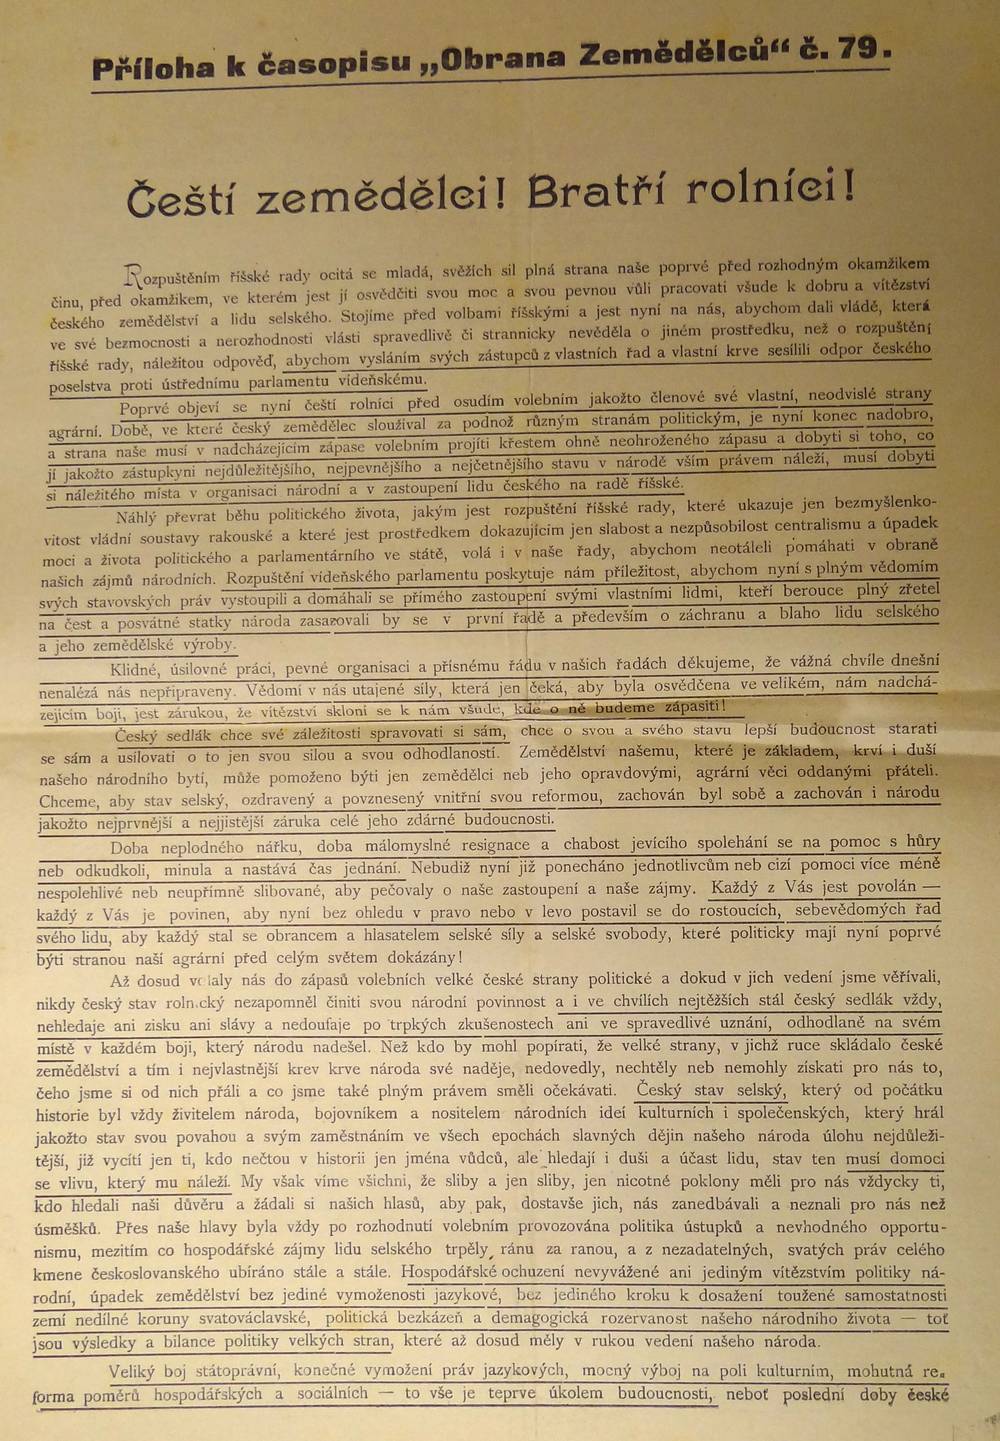 Příloha k časopisu „Obrana Zemědělců“ č. 79.
Čeští zemědělci! Bratří rolníci!
Rozpuštěním říšské rady ocitá se mladá, svěžích sil plná strana naše poprvé před rozhodným okamžikem
činu, před okamžikem, ve kterém jest jí osvědčiti svou moc a svou pevnou vůli pracovati všude k dobru a vítězství
českého zemědělství a lidu selského. Stojíme před volbami říšskými a jest nyní na nás, abychom dali vládě, která
ve své bezmocnosti a nerozhodnosti vlásti spravedlivě či strannicky nevěděla o jiném prostředku, než o rozpuštění
říšské rady, náležitou odpověď, abychom vysláním svých zástupců z vlastních řad a vlastní krve sesílili odpor českého
poselstva proti ústřednímu parlamentu vídeňskému.
Poprvé objeví se nyní čeští rolníci před osudím volebním jakožto členové své vlastní, neodvislé strany
agrární. Době, ve které český zemědělec sloužíval za podnož různým stranám politickým, je nyní konec nadobro,
a strana naše musí v nadcházejícím zápase volebním projíti křestem ohně neohroženého zápasu a dobyti si toho, co
jí jakožto zástupkyni nejdůležitějšího, nejpevnějšího a nejčetnějšího stavu v národě vším právem náleží, musí dobyti
si náležitého místa v organisaci národní a v zastoupení lidu českého na radě říšské.
Náhlý převrat běhu politického života, jakým jest rozpuštění říšské rady, které ukazuje jen bezmyšlenko-
vitost vládní soustavy rakouské a které jest prostředkem dokazujícím jen slabost a nezpůsobilost centralismu a úpadek
moci a života politického a parlamentárního ve státě, volá i v naše řady, abychom neotáleli pomáhati v obraně
našich zájmů národních. Rozpuštění vídeňského parlamentu poskytuje nám příležitost, abychom nyní s plným vědomím
svých stavovských práv vystoupili a domáhali se přímého zastoupení svými vlastními lidmi, kteří berouce plný zřetel
na čest a posvátné statky národa zasazovali by se v první řadě a především o záchranu a blaho lidu selského
a jeho zemědělské výroby.
Klidné, úsilovné práci, pevné organisaci a přísnému řádu v našich řadách děkujeme, že vážná chvíle dnešní
nenalézá nás nepřipraveny. Vědomí v nás utajené síly, která jen čeká, aby byla osvědčena ve velikém, nám nadchá-
zejícím boji, jest zárukou, že vítězství skloní se k nám všude, kde o ně budeme zápasiti!
Český sedlák chce své záležitosti spravovati si sám, chce o svou a svého stavu lepší budoucnost starati
se sám a usilovati o to jen svou silou a svou odhodlaností. Zemědělství našemu, které je základem, krví i duší
našeho národního bytí, může pomoženo býti jen zemědělci neb jeho opravdovými, agrární věci oddanými přáteli.
Chceme, aby stav selský, ozdravený a povznesený vnitřní svou reformou, zachován byl sobě a zachován i národu
jakožto nejprvnější a nejjistější záruka celé jeho zdárné budoucnosti.
Doba neplodného nářku, doba málomyslné resignace a chabost jevícího spolehání se na pomoc s hůry
neb odkudkoli, minula a nastává čas jednání. Nebudiž nyní již ponecháno jednotlivcům neb cizí pomoci více méně
nespolehlivé neb neupřímně slibované, aby pečovaly o naše zastoupení a naše zájmy. Každý z Vás jest povolán —
každý z Vás je povinen, aby nyní bez ohledu v pravo nebo v levo postavil se do rostoucích, sebevědomých řad
svého lidu, aby každý stal se obrancem a hlasatelem selské síly a selské svobody, které politicky mají nyní poprvé
býti stranou naší agrární před celým světem dokázány!
Až dosud volaly nás do zápasů volebních velké české strany politické a dokud v jich vedení jsme věřívali,
nikdy český stav rolnický nezapomněl činiti svou národní povinnost a i ve chvílích nejtěžších stál český sedlák vždy,
nehledaje ani zisku ani slávy a nedoufaje po trpkých zkušenostech ani ve spravedlivé uznání, odhodlaně na svém
místě v každém boji, který národu nadešel. Než kdo by mohl popírati, že velké strany, v jichž ruce skládalo české
zemědělství a tím i nejvlastnější krev krve národa své naděje, nedovedly, nechtěly neb nemohly získati pro nás to,
čeho jsme si od nich přáli a co jsme také plným právem směli očekávati. Český stav selský, který od počátku
historie byl vždy živitelem národa, bojovníkem a nositelem národních ideí kulturních i společenských, který hrál
jakožto stav svou povahou a svým zaměstnáním ve všech epochách slavných dějin našeho národa úlohu nejdůleži-
tější, již vycítí jen ti, kdo nečtou v historii jen jména vůdců, ale hledají i duši a účast lidu, stav ten musí domoci
se vlivu, který mu náleží. My však víme všichni, že sliby a jen sliby, jen nicotné poklony měli pro nás vždycky ti,
kdo hledali naši důvěru a žádali si našich hlasů, aby pak, dostavše jich, nás zanedbávali a neznali pro nás než
úsměšků. Přes naše hlavy byla vždy po rozhodnutí volebním provozována politika ústupků a nevhodného opportu-
nismu, mezitím co hospodářské zájmy lidu selského trpěly ránu za ranou, a z nezadatelných, svatých práv celého
kmene českoslovanského ubíráno stále a stále. Hospodářské ochuzení nevyvážené ani jediným vítězstvím politiky ná-
rodní, úpadek zemědělství bez jediné vymoženosti jazykové, bez jediného kroku k dosažení toužené samostatnosti
zemí nedílné koruny svatováclavské, politická bezkázeň a demagogická rozervanost našeho národního života — toť
jsou výsledky a bilance politiky velkých stran, které až dosud měly v rukou vedení našeho národa.
Veliký boj státoprávní, konečné vymožení práv jazykových, mocný výboj na poli kulturním, mohutná re-
forma poměrů hospodářských a sociálních — to vše je teprve úkolem budoucnosti, neboť poslední doby české